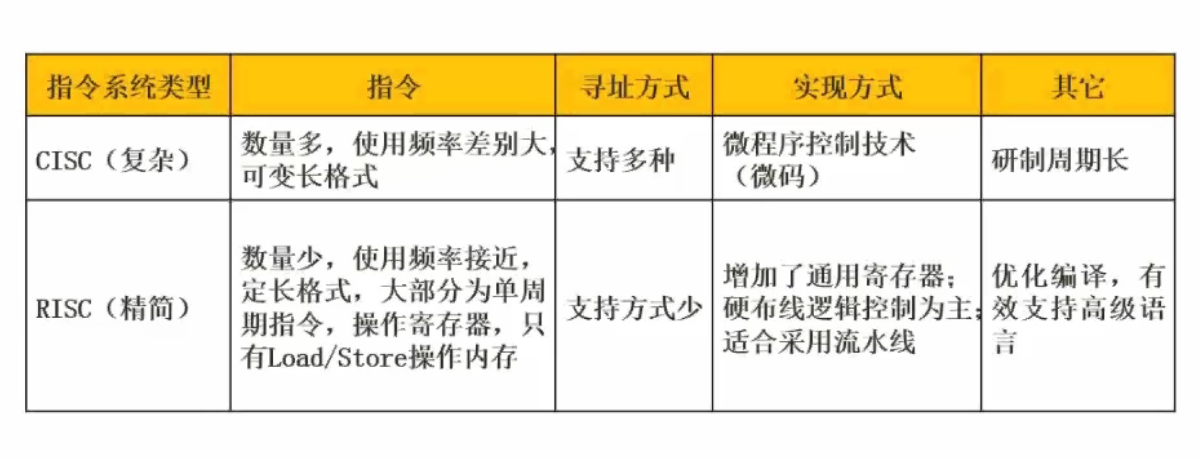 指令系统类型
指令
寻址方式
实现方式
其它
CISC（复杂）
数量多，使用频率差别大，
可变长格式
支持多种
微程序控制技术
（微码）
研制周期长
RISC（精简）
数量少，使用频率接近，
定长格式，大部分为单周
期指令，操作寄存器，只
有Load/Store操作内存
支持方式少
增加了通用寄存器；
硬布线逻辑控制为主；
适合采用流水线
优化编译，有
效支持高级语
言